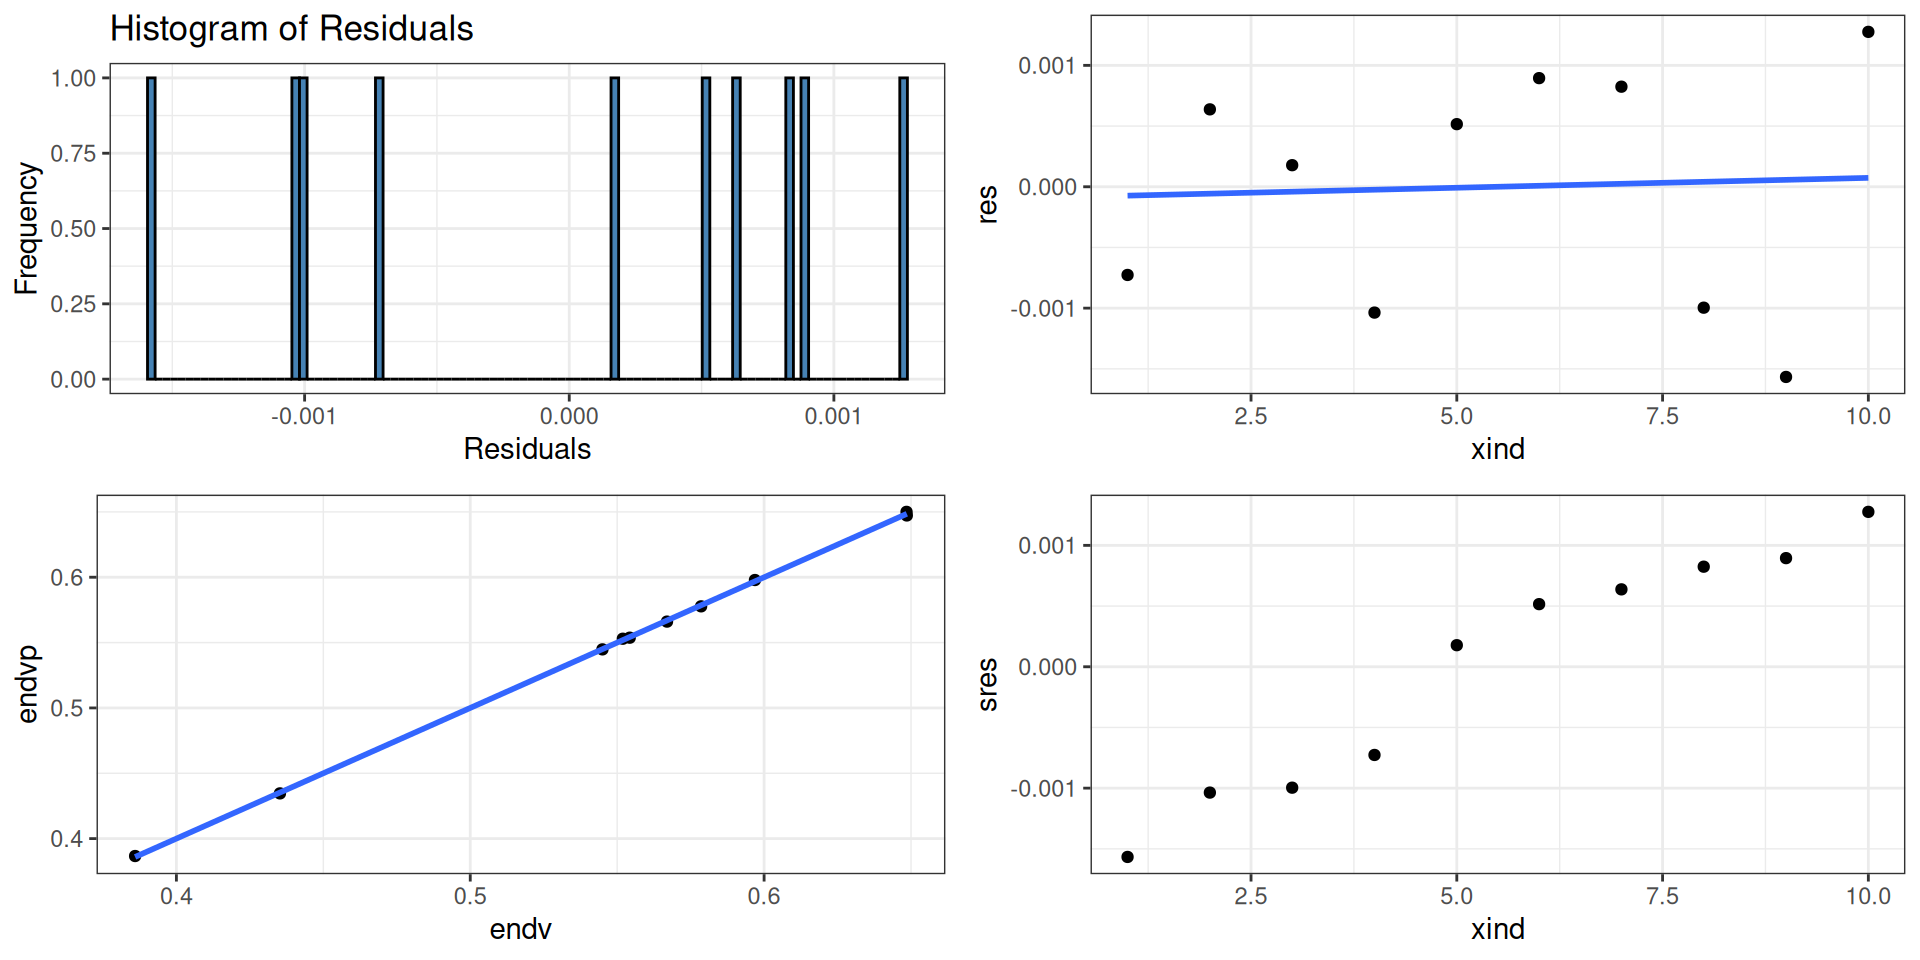 Histogram of Residuals
1.00
0.75
0.50
0.25
0.00
Frequency
-0.001 0.000 0.001
Residuals
0.001
0.000
-0.001
res
2.5 5.0 7.5 10.0
xind
0.6
0.5
0.4
endvp
0.4 0.5 0.6
endv
0.001
0.000
-0.001
sres
2.5 5.0 7.5 10.0
xind